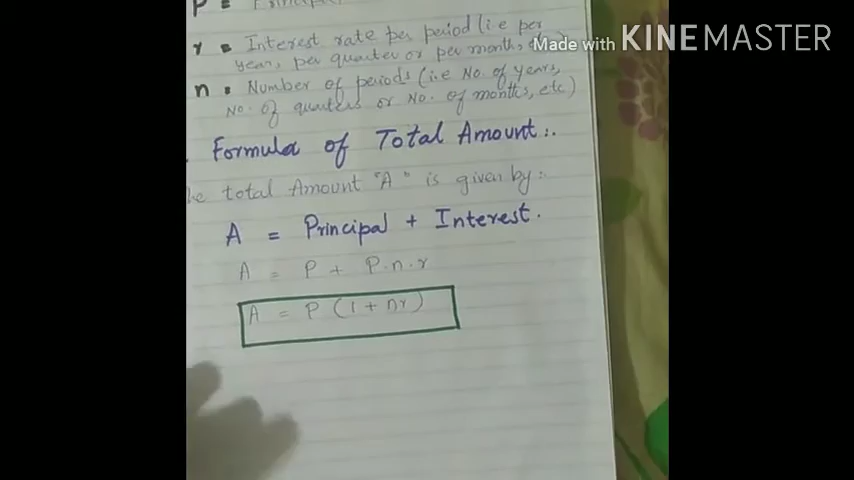 P = Principal
r = Interest rate per period (i.e per
year, per quarter or per month,
Made with KINEMASTER
n = Number of periods (i.e No. of years,
No. of quarters or No. of months, etc)
Formula of Total Amount:.
he total Amount "A" is given by:.
A = Principal + Interest.
A = P + P.n.r
A = P (1 + nr)